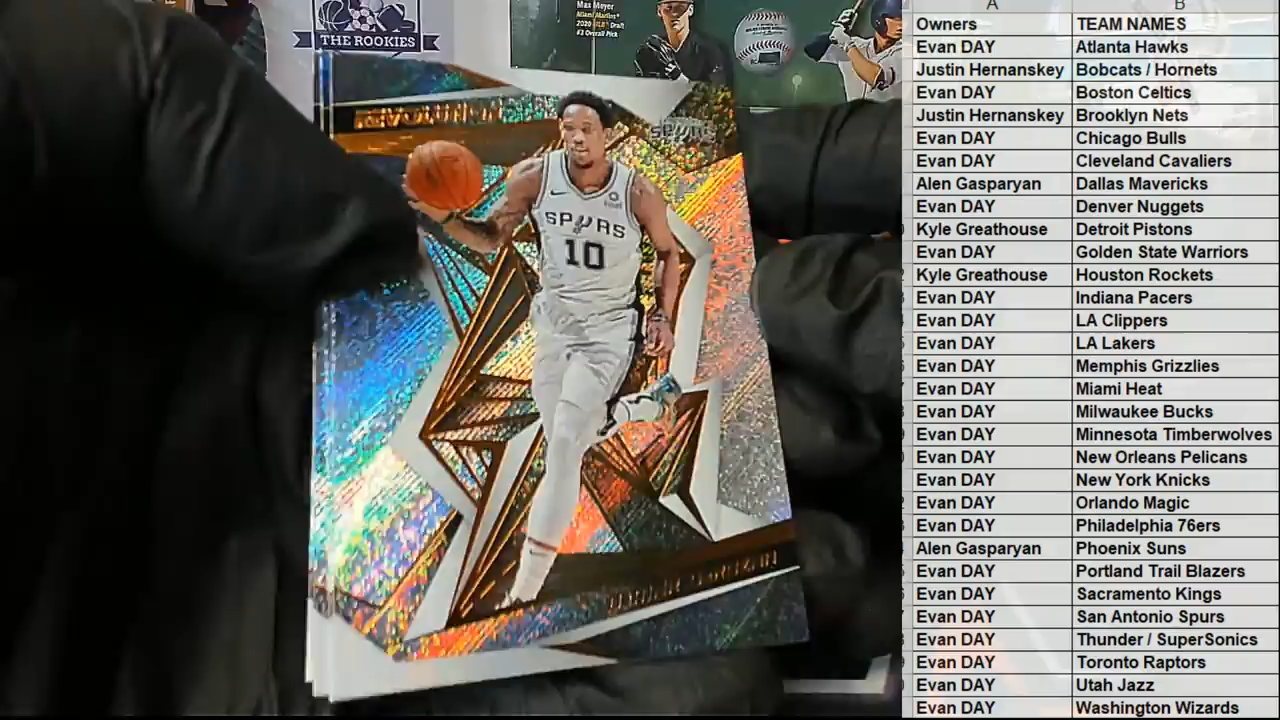 Max Meyer
Miami Marlins
2020 MLB Draft
#3 Overall Pick
THE ROOKIES
REVOLUTION
SPURS
10
A B
Owners TEAM NAMES
Evan DAY Atlanta Hawks
Justin Hernanskey Bobcats / Hornets
Evan DAY Boston Celtics
Justin Hernanskey Brooklyn Nets
Evan DAY Chicago Bulls
Evan DAY Cleveland Cavaliers
Alen Gasparyan Dallas Mavericks
Evan DAY Denver Nuggets
Kyle Greathouse Detroit Pistons
Evan DAY Golden State Warriors
Kyle Greathouse Houston Rockets
Evan DAY Indiana Pacers
Evan DAY LA Clippers
Evan DAY LA Lakers
Evan DAY Memphis Grizzlies
Evan DAY Miami Heat
Evan DAY Milwaukee Bucks
Evan DAY Minnesota Timberwolves
Evan DAY New Orleans Pelicans
Evan DAY New York Knicks
Evan DAY Orlando Magic
Evan DAY Philadelphia 76ers
Alen Gasparyan Phoenix Suns
Evan DAY Portland Trail Blazers
Evan DAY Sacramento Kings
Evan DAY San Antonio Spurs
Evan DAY Thunder / SuperSonics
Evan DAY Toronto Raptors
Evan DAY Utah Jazz
Evan DAY Washington Wizards